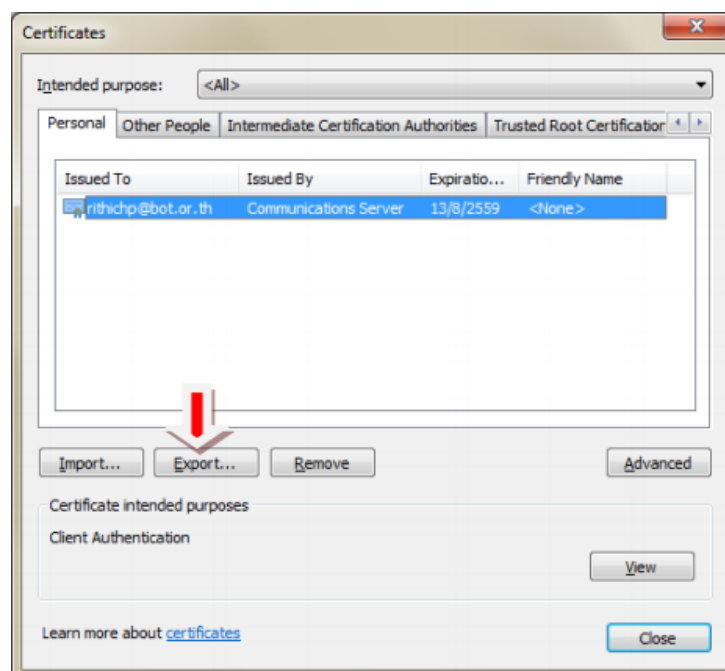 Certificates
Intended purpose: <All>
Personal Other People Intermediate Certification Authorities Trusted Root Certification
Issued To Issued By Expiratio... Friendly Name
rithichp@bot.or.th Communications Server 13/8/2559 <None>
Import... Export... Remove Advanced
Certificate intended purposes
Client Authentication
View
Learn more about certificates
Close